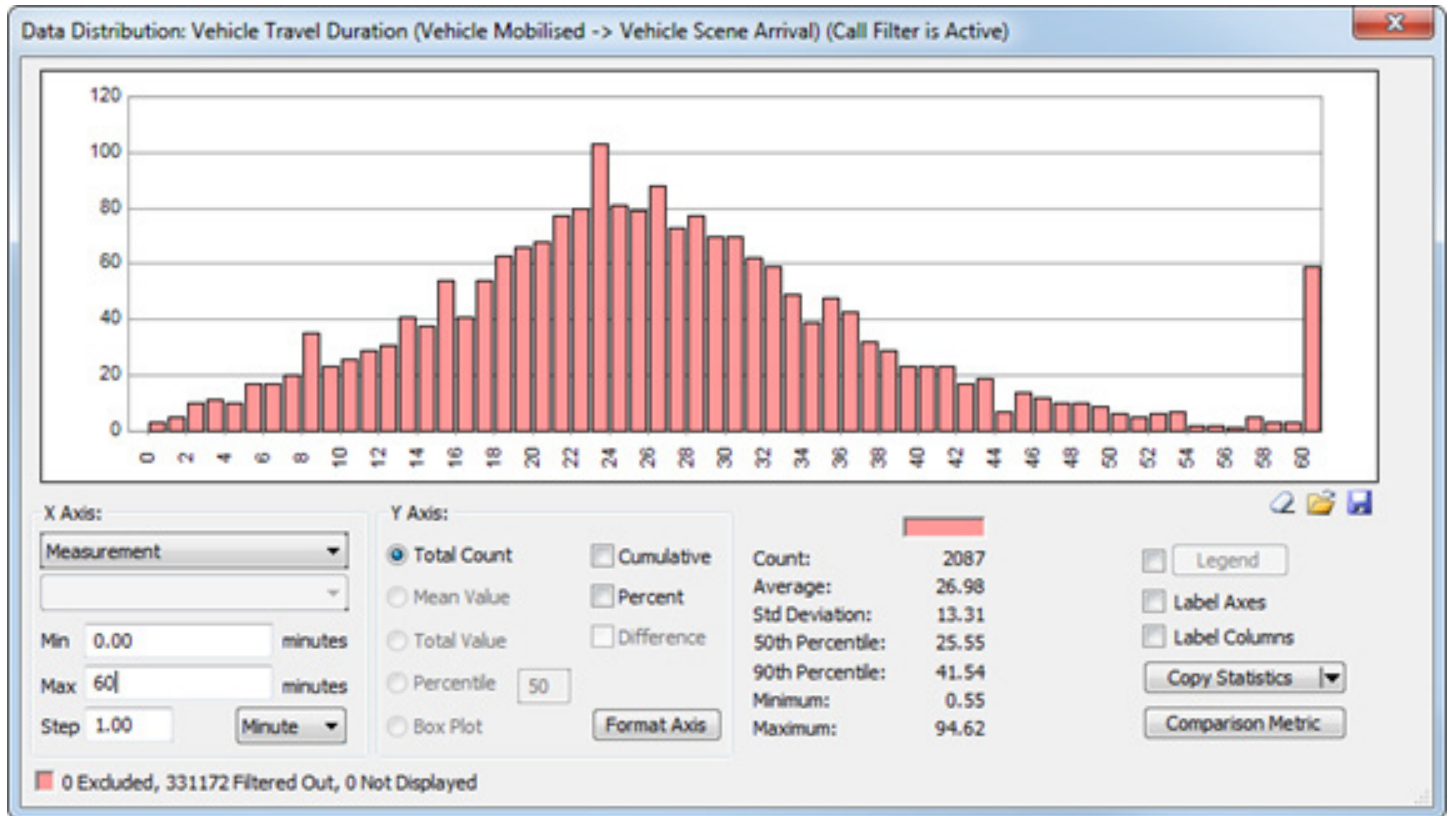 Data Distribution: Vehicle Travel Duration (Vehicle Mobilised -> Vehicle Scene Arrival) (Call Filter is Active)
120
100
80
60
40
20
0
0 2 4 6 8 10 12 14 16 18 20 22 24 26 28 30 32 34 36 38 40 42 44 46 48 50 52 54 56 58 60
X Axis:
Measurement
Min 0.00 minutes
Max 60 minutes
Step 1.00 Minute
Y Axis:
Total Count Cumulative
Mean Value Percent
Total Value Difference
Percentile 50
Box Plot Format Axis
Count: 2087
Average: 26.98
Std Deviation: 13.31
50th Percentile: 25.55
90th Percentile: 41.54
Minimum: 0.55
Maximum: 94.62
Legend
Label Axes
Label Columns
Copy Statistics
Comparison Metric
0 Excluded, 331172 Filtered Out, 0 Not Displayed